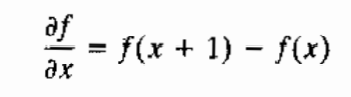 ∂f/∂x = f(x + 1) − f(x)